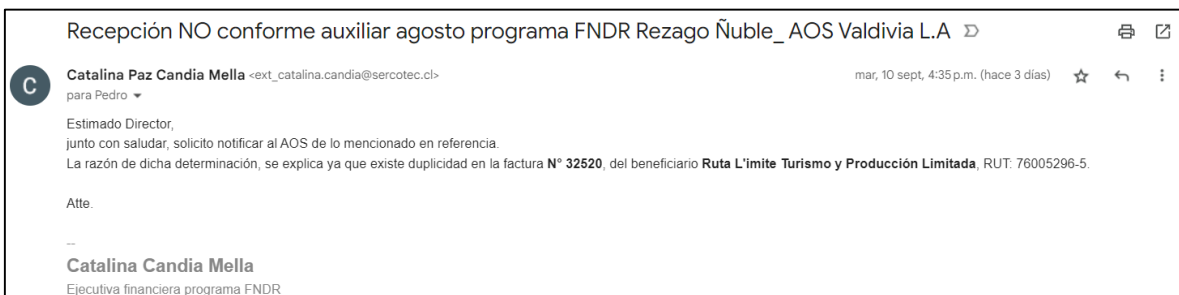 Recepción NO conforme auxiliar agosto programa FNDR Rezago Ñuble_ AOS Valdivia L.A
C
Catalina Paz Candia Mella <ext_catalina.candia@sercotec.cl>
mar, 10 sept, 4:35 p.m. (hace 3 días)
para Pedro
Estimado Director,
junto con saludar, solicito notificar al AOS de lo mencionado en referencia.
La razón de dicha determinación, se explica ya que existe duplicidad en la factura N° 32520, del beneficiario Ruta L'imite Turismo y Producción Limitada, RUT: 76005296-5.
Atte.
--
Catalina Candia Mella
Ejecutiva financiera programa FNDR